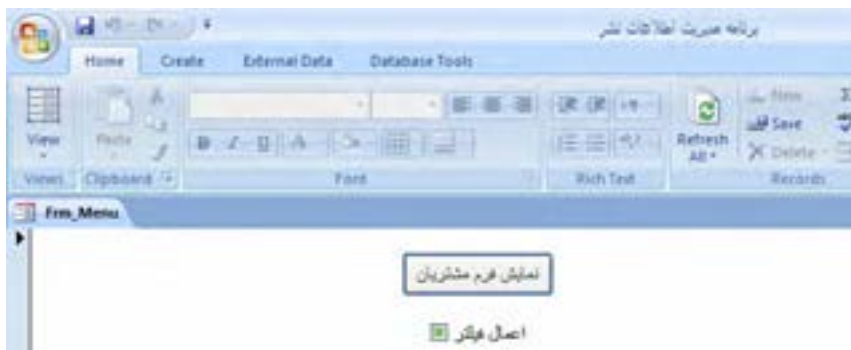 برنامه مدیریت اطلاعات نشر
Home Create External Data Database Tools
View Paste B I U A Refresh All New Save Delete
Views Clipboard Font Rich Text Records
Frm_Menu
نمایش فرم مشتریان
اعمال فیلتر